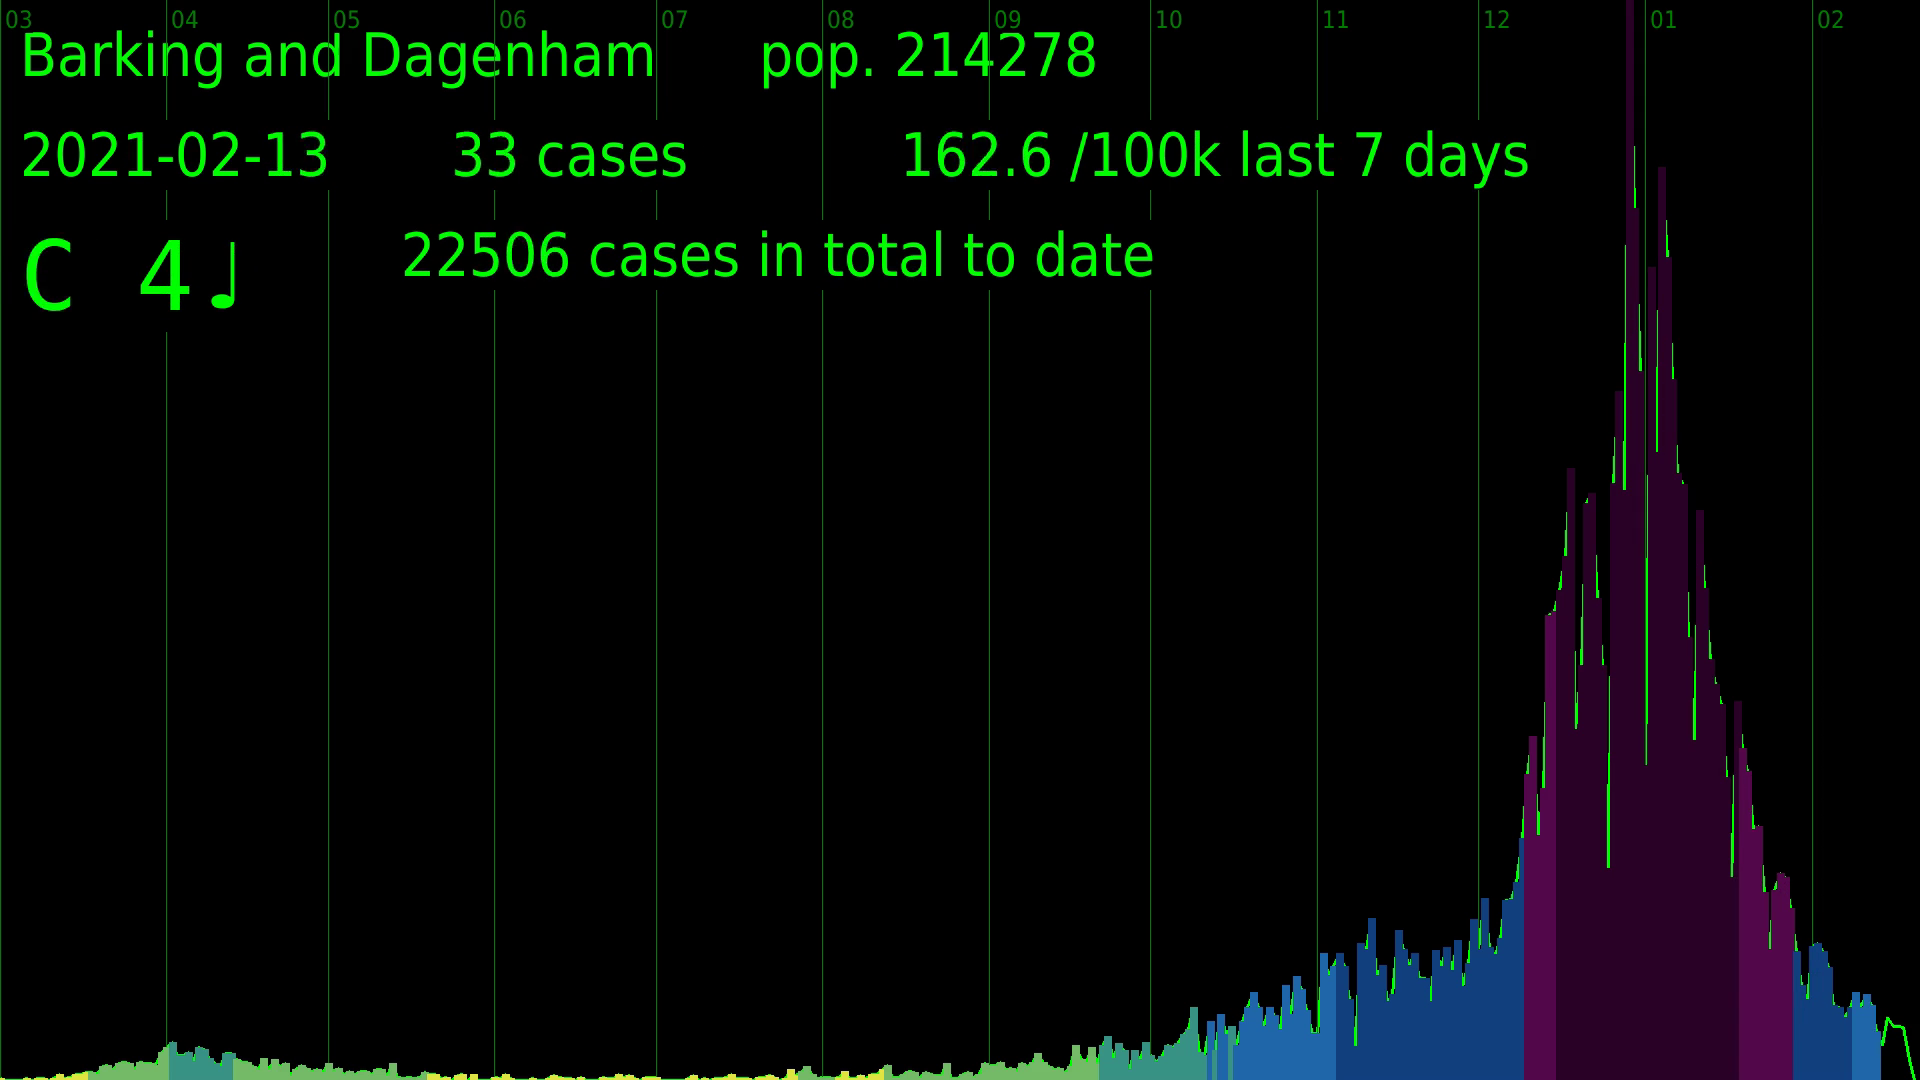 03 04 05 06 07 08 09 10 11 12 01 02
Barking and Dagenham pop. 214278
2021-02-13 33 cases 162.6 /100k last 7 days
C 4♩ 22506 cases in total to date